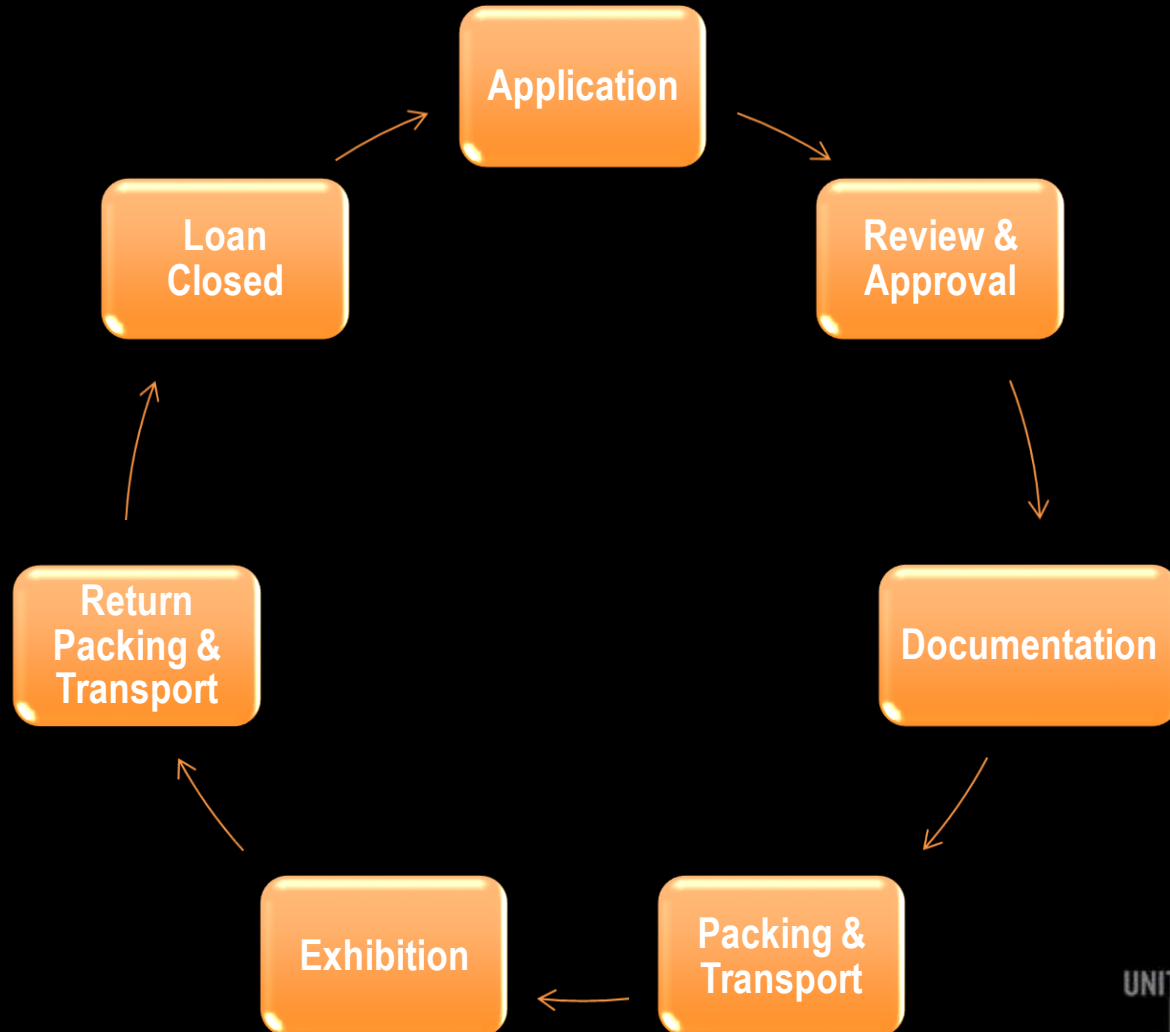 Application
Review &
Approval
Documentation
Packing &
Transport
Exhibition
Return
Packing &
Transport
Loan
Closed